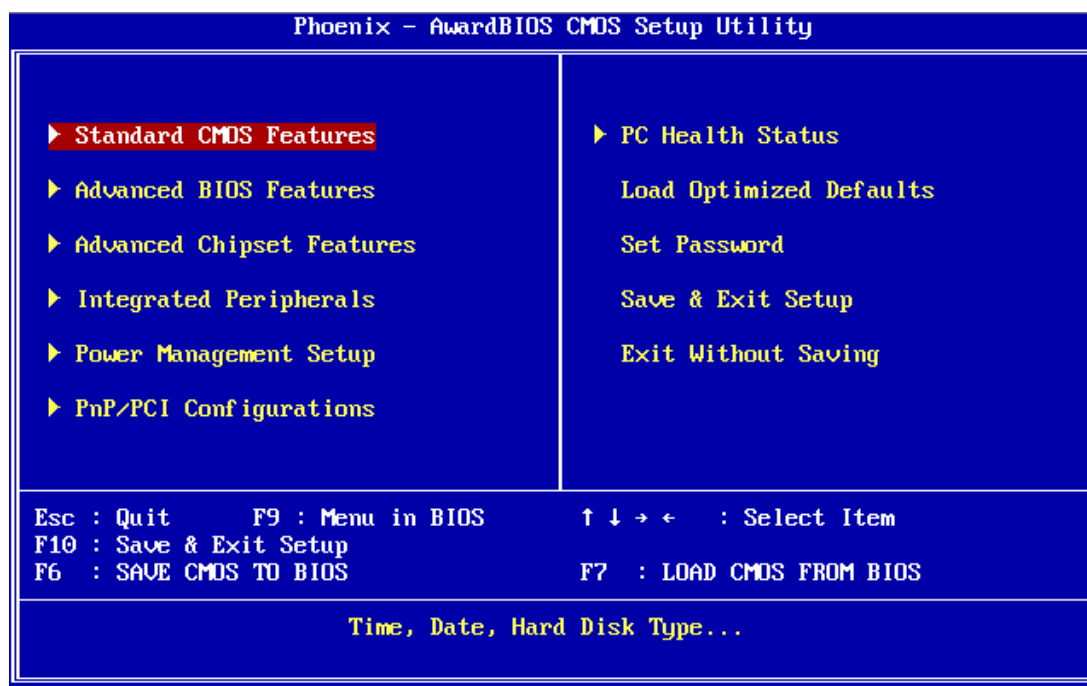 Phoenix - AwardBIOS CMOS Setup Utility
Standard CMOS Features
Advanced BIOS Features
Advanced Chipset Features
Integrated Peripherals
Power Management Setup
PnP/PCI Configurations
PC Health Status
Load Optimized Defaults
Set Password
Save & Exit Setup
Exit Without Saving
Esc : Quit F9 : Menu in BIOS ↑ ↓ → ← : Select Item
F10 : Save & Exit Setup
F6 : SAVE CMOS TO BIOS F7 : LOAD CMOS FROM BIOS
Time, Date, Hard Disk Type...